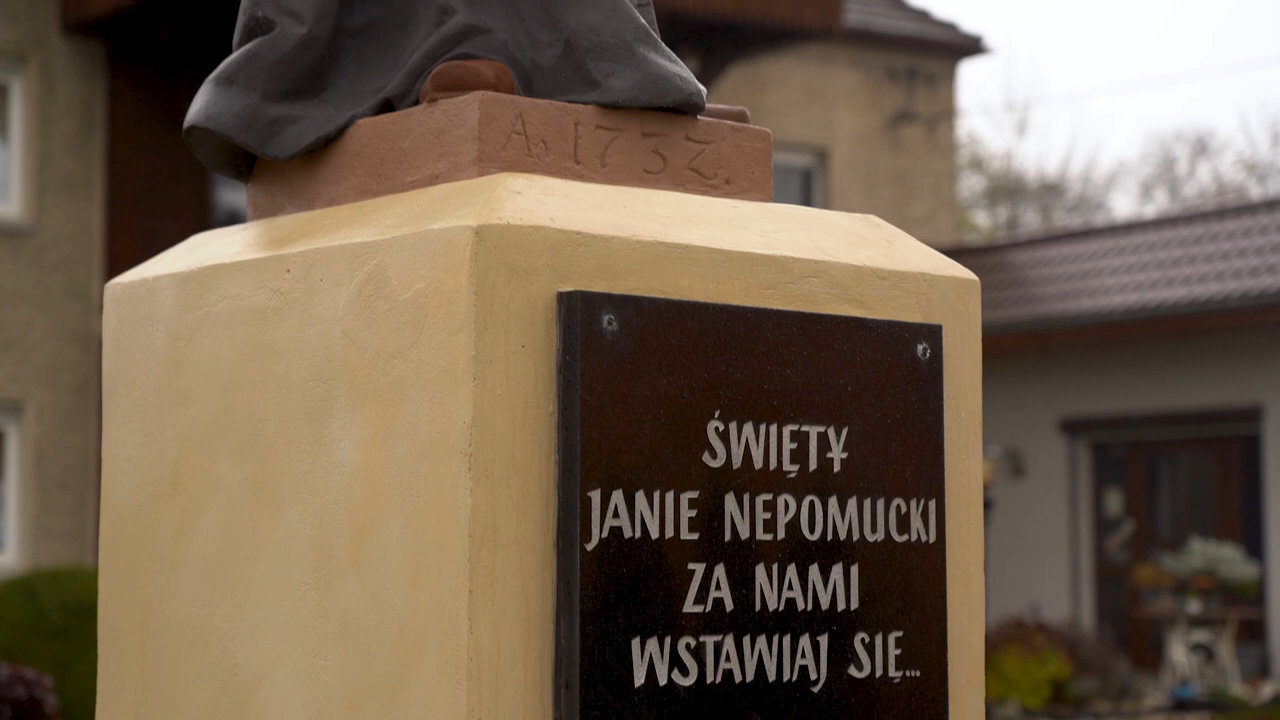 A. 1732.
ŚWIĘTY
JANIE NEPOMUCKI
ZA NAMI
WSTAWIAJ SIĘ...